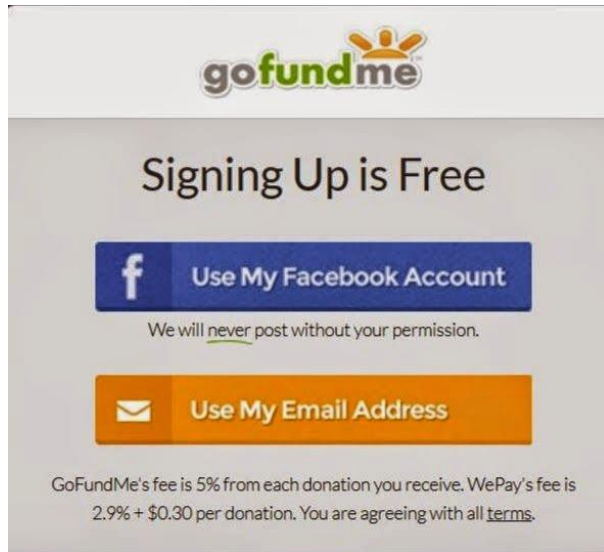 gofundme
Signing Up is Free
f Use My Facebook Account
We will never post without your permission.
Use My Email Address
GoFundMe's fee is 5% from each donation you receive. WePay's fee is
2.9% + $0.30 per donation. You are agreeing with all terms.